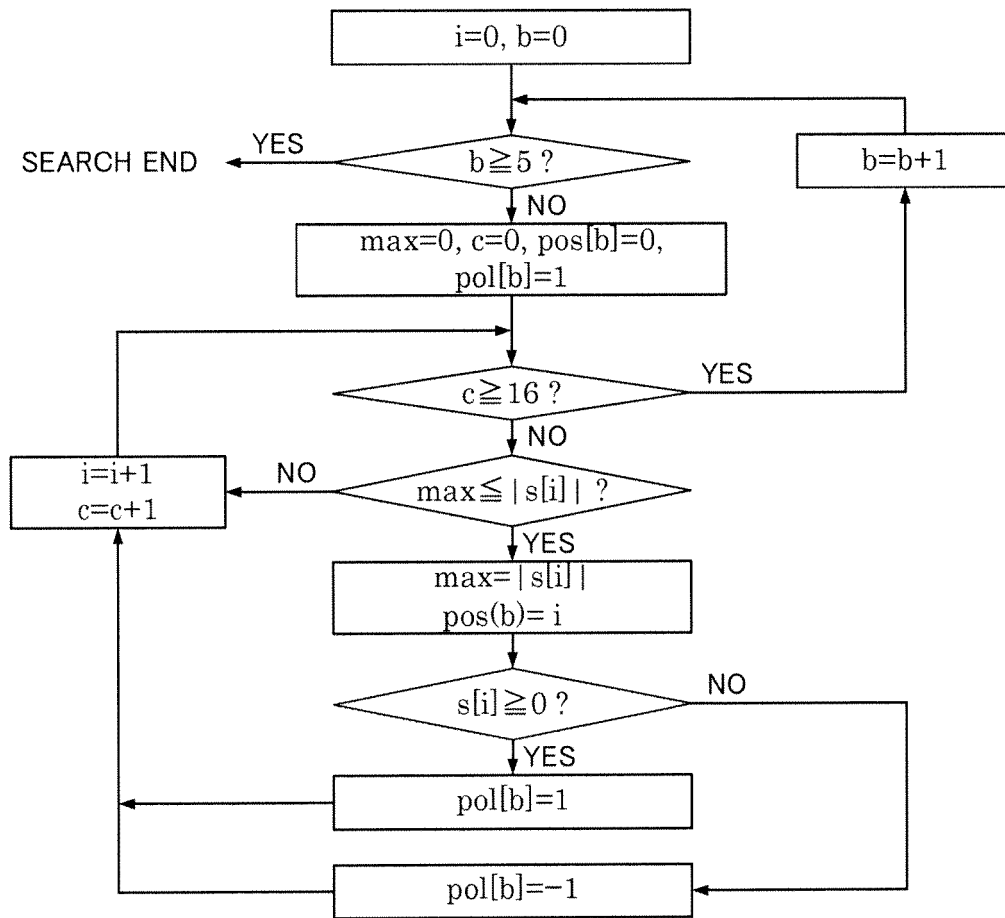 i=0, b=0
SEARCH END
YES
b≧5 ?
b=b+1
NO
max=0, c=0, pos[b]=0,
pol[b]=1
c≧16 ?
YES
NO
i=i+1
c=c+1
NO
max≦|s[i]| ?
YES
max=|s[i]|
pos(b)= i
s[i]≧0 ?
NO
YES
pol[b]=1
pol[b]=−1